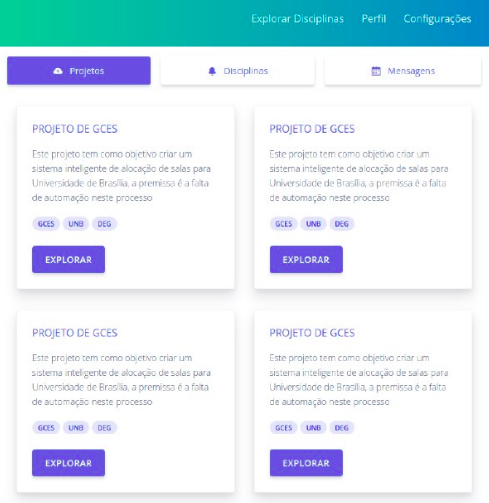 Explorar Disciplinas Perfil Configurações
Projetos Disciplinas Mensagens
PROJETO DE GCES
Este projeto tem como objetivo criar um
sistema inteligente de alocação de salas para
Universidade de Brasília, a premissa é a falta
de automação neste processo
GCES UNB DEG
EXPLORAR
PROJETO DE GCES
Este projeto tem como objetivo criar um
sistema inteligente de alocação de salas para
Universidade de Brasília, a premissa é a falta
de automação neste processo
GCES UNB DEG
EXPLORAR
PROJETO DE GCES
Este projeto tem como objetivo criar um
sistema inteligente de alocação de salas para
Universidade de Brasília, a premissa é a falta
de automação neste processo
GCES UNB DEG
EXPLORAR
PROJETO DE GCES
Este projeto tem como objetivo criar um
sistema inteligente de alocação de salas para
Universidade de Brasília, a premissa é a falta
de automação neste processo
GCES UNB DEG
EXPLORAR